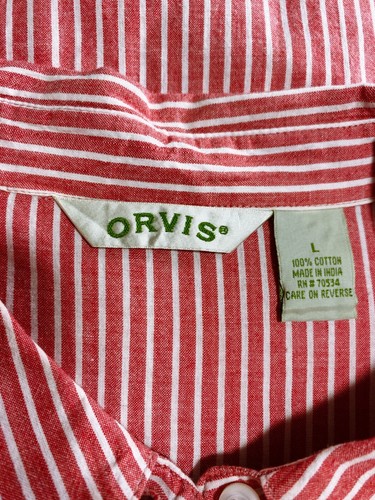 ORVIS®
L
100% COTTON
MADE IN INDIA
RN# 70534
CARE ON REVERSE